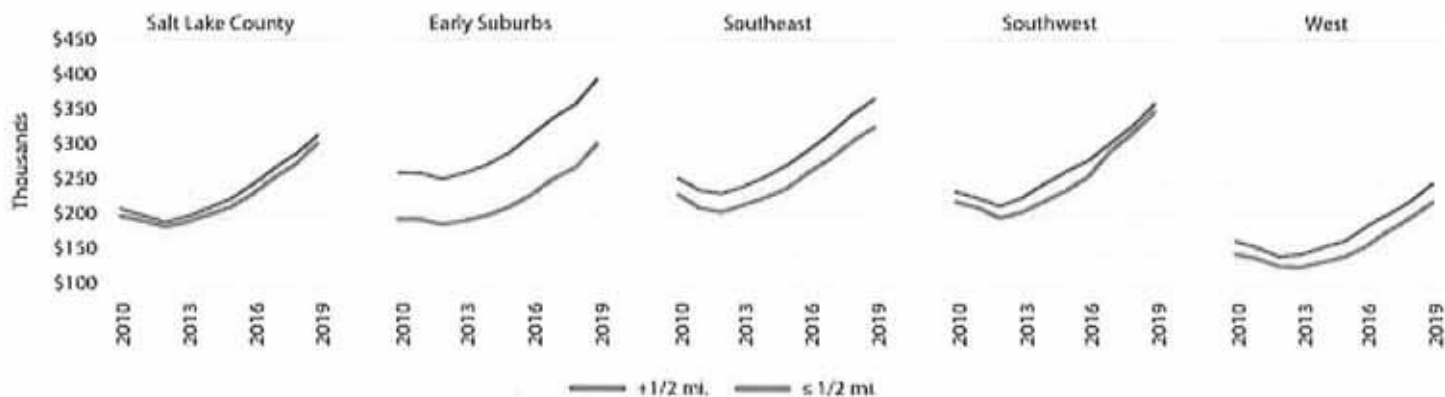 Salt Lake County Early Suburbs Southeast Southwest West
$450
$400
$350
$300
$250
$200
$150
$100
Thousands
2010 2013 2016 2019 2010 2013 2016 2019 2010 2013 2016 2019 2010 2013 2016 2019 2010 2013 2016 2019
+1/2 mi. ≤ 1/2 mi.